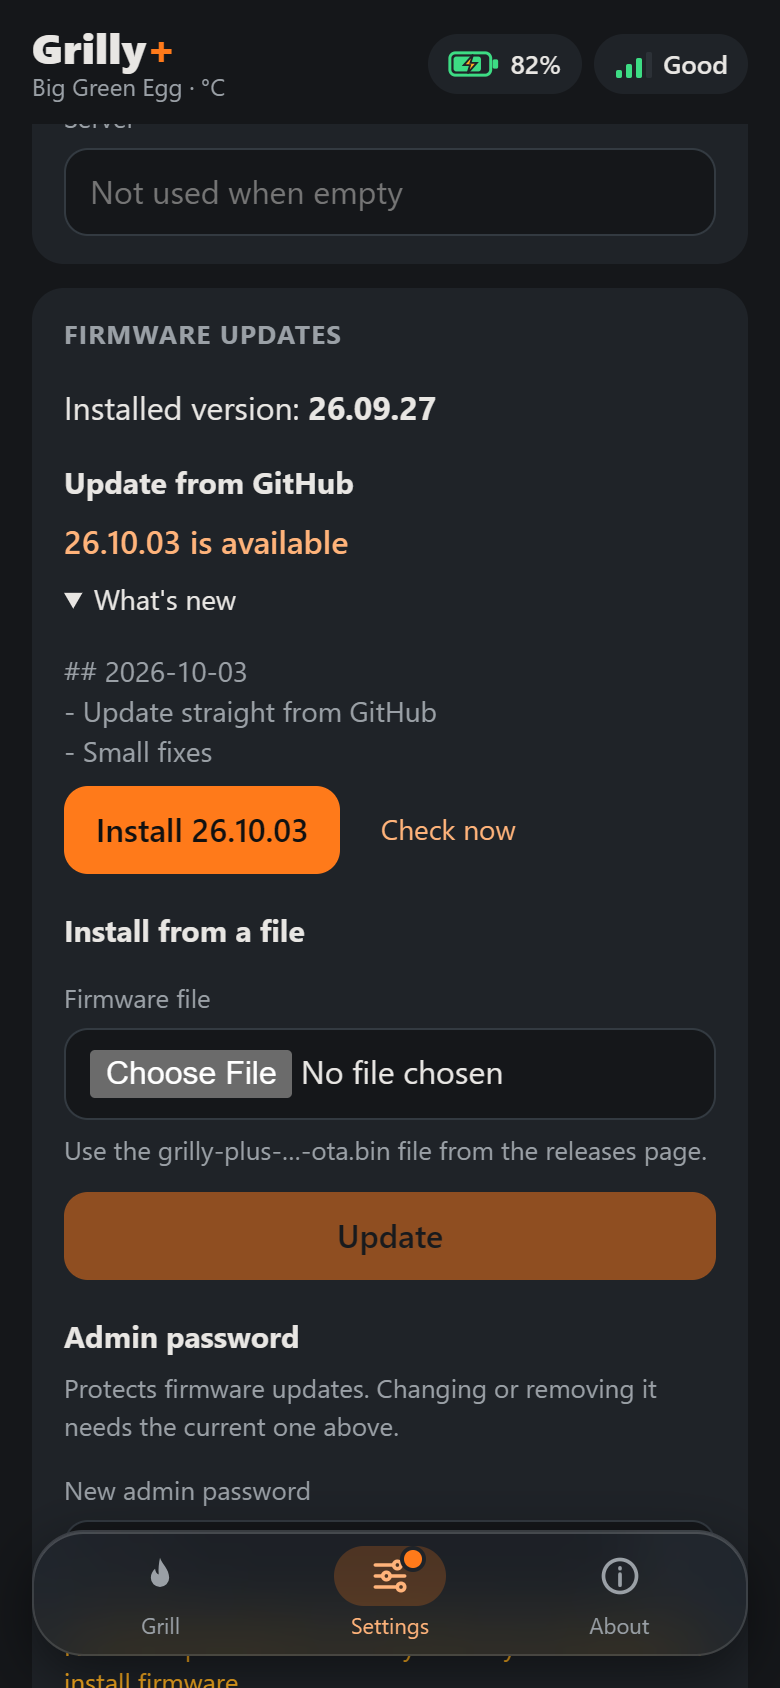 Grilly+
Big Green Egg · °C
82%
Good
Server
Not used when empty
FIRMWARE UPDATES
Installed version: 26.09.27
Update from GitHub
26.10.03 is available
▼ What's new
## 2026-10-03
- Update straight from GitHub
- Small fixes
Install 26.10.03
Check now
Install from a file
Firmware file
Choose File No file chosen
Use the grilly-plus-...-ota.bin file from the releases page.
Update
Admin password
Protects firmware updates. Changing or removing it
needs the current one above.
New admin password
Grill
Settings
About
install firmware